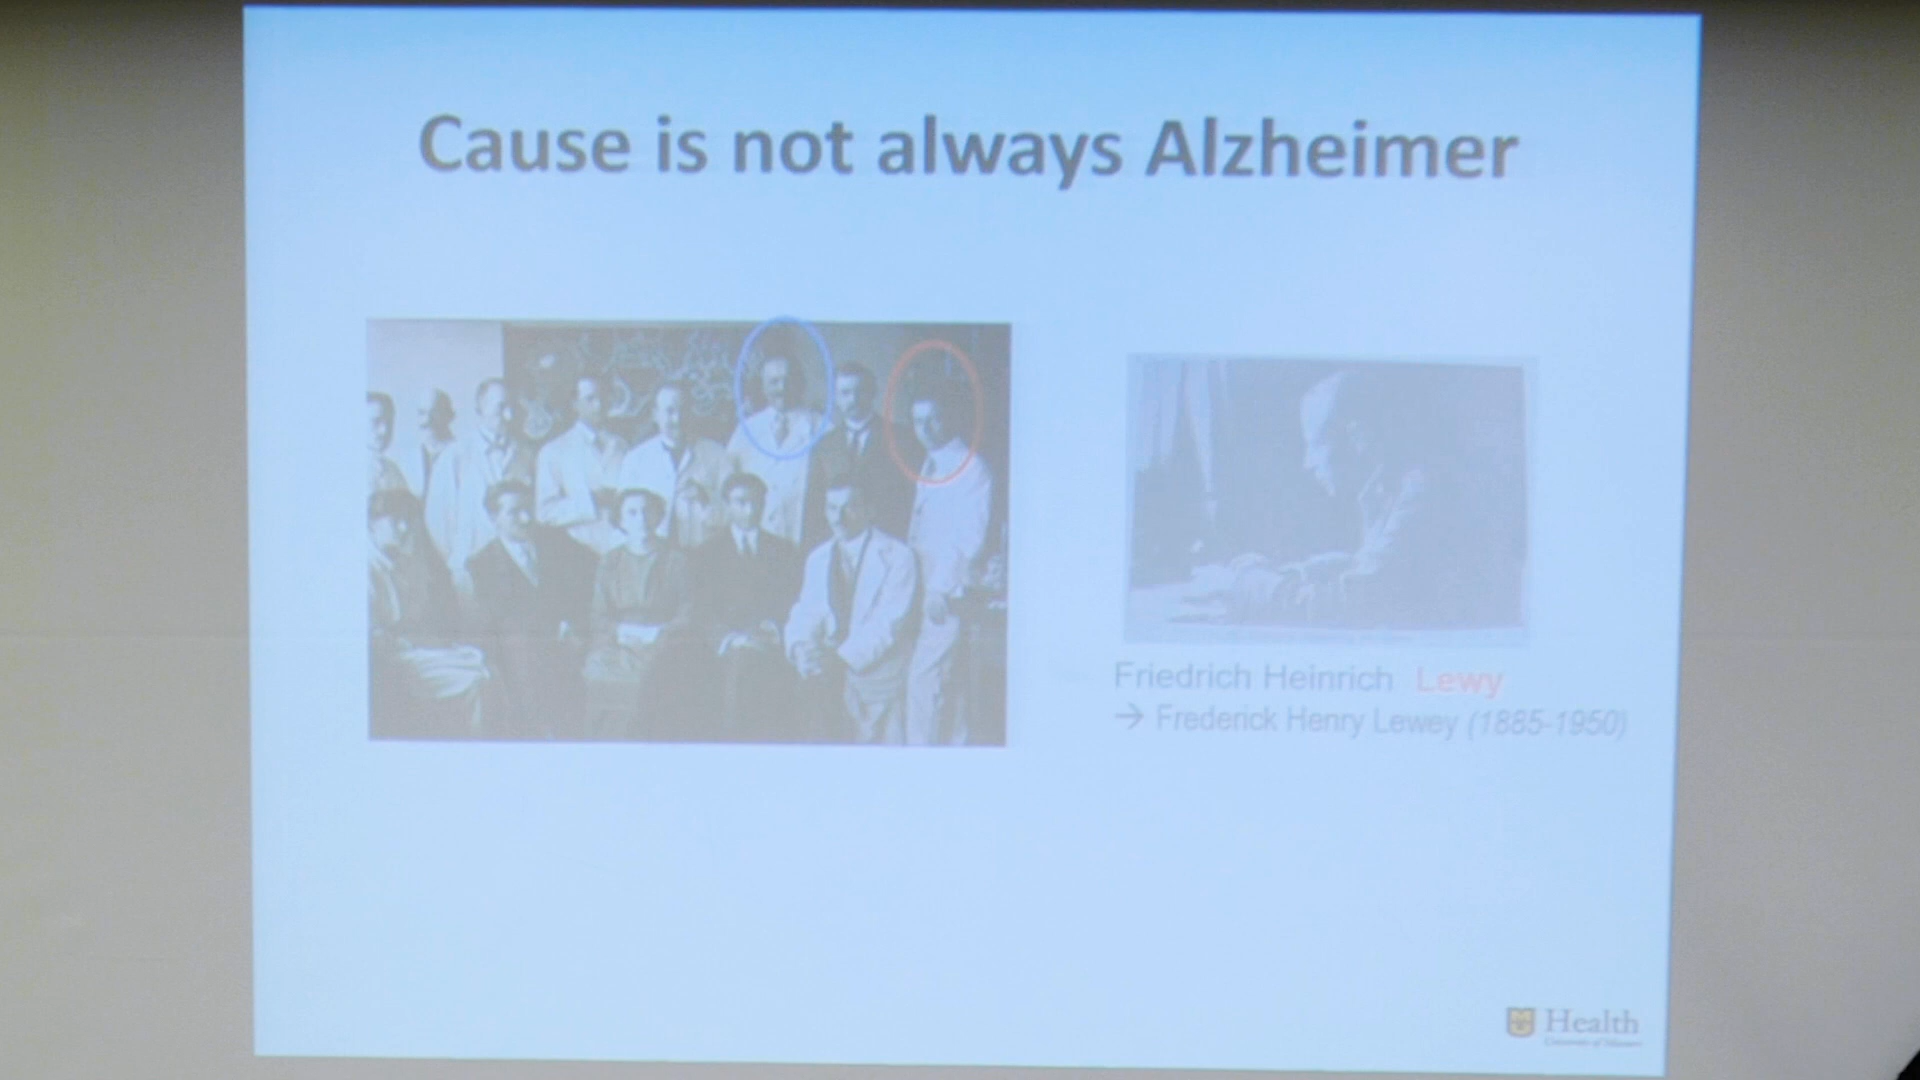 Cause is not always Alzheimer
Friedrich Heinrich Lewy
→ Frederick Henry Lewey (1885-1950)
Health
University of Missouri